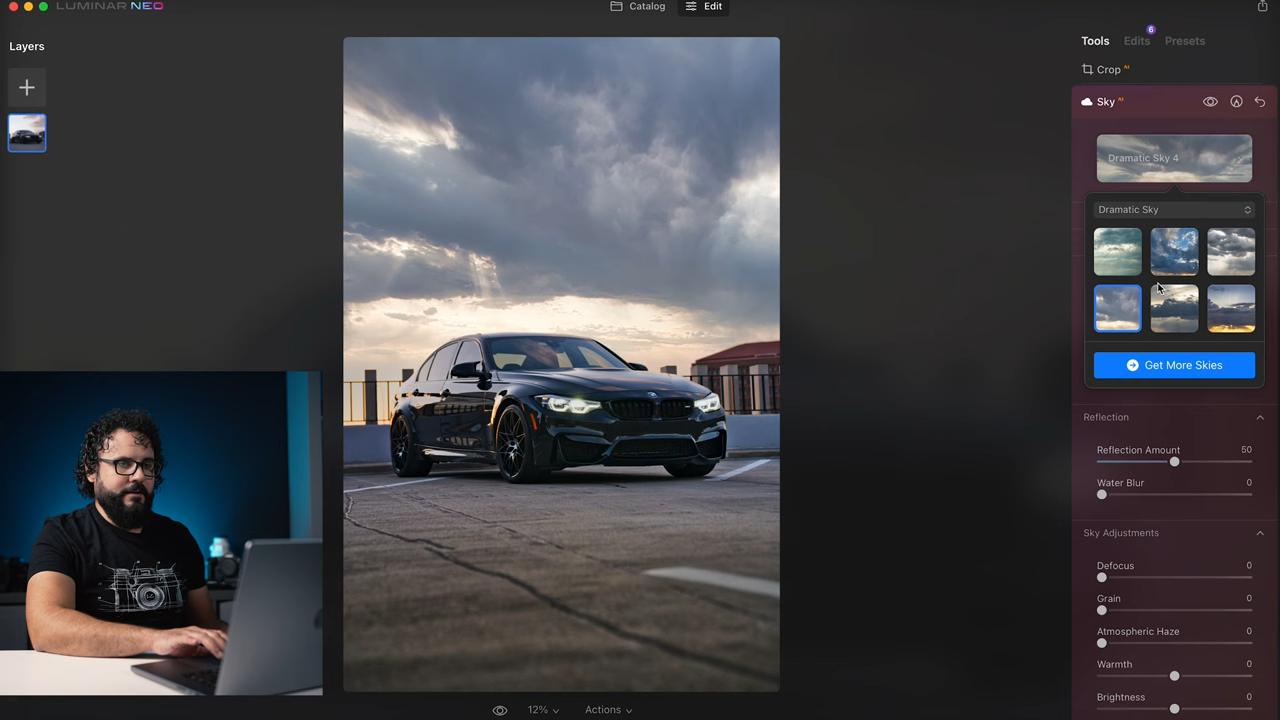 LUMINAR NEO
Catalog
Edit
Layers
Tools
Edits
6
Presets
Crop AI
Sky AI
Dramatic Sky 4
Dramatic Sky
Get More Skies
Reflection
Reflection Amount 50
Water Blur 0
Sky Adjustments
Defocus 0
Grain 0
Atmospheric Haze 0
Warmth 0
Brightness 0
12%
Actions